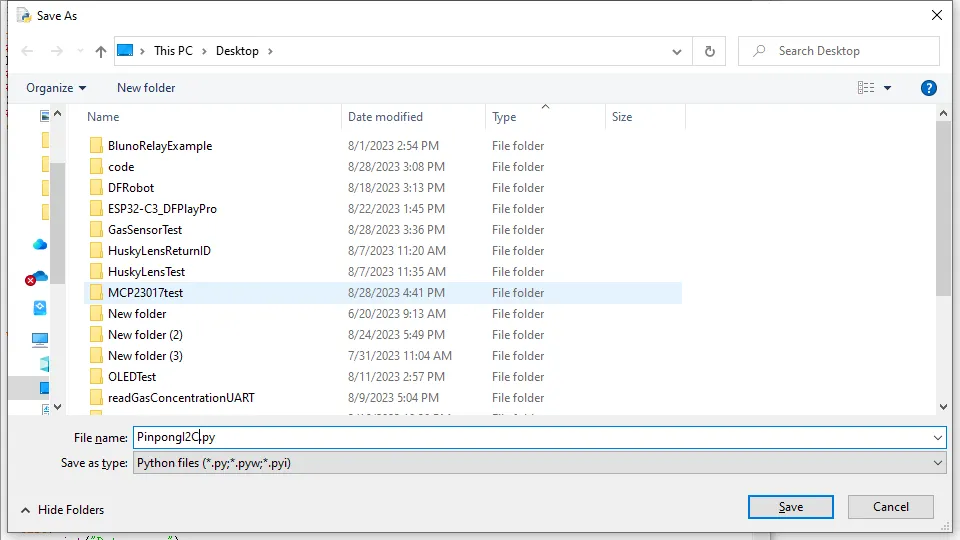 Save As
This PC > Desktop >
Search Desktop
Organize New folder
Name Date modified Type Size
BlunoRelayExample 8/1/2023 2:54 PM File folder
code 8/28/2023 3:08 PM File folder
DFRobot 8/18/2023 3:13 PM File folder
ESP32-C3_DFPlayPro 8/22/2023 1:45 PM File folder
GasSensorTest 8/28/2023 3:36 PM File folder
HuskyLensReturnID 8/7/2023 11:20 AM File folder
HuskyLensTest 8/7/2023 11:35 AM File folder
MCP23017test 8/28/2023 4:41 PM File folder
New folder 6/20/2023 9:13 AM File folder
New folder (2) 8/24/2023 5:49 PM File folder
New folder (3) 7/31/2023 11:04 AM File folder
OLEDTest 8/11/2023 2:57 PM File folder
readGasConcentrationUART 8/9/2023 5:04 PM File folder
File name: PinpongI2C.py
Save as type: Python files (*.py;*.pyw;*.pyi)
Hide Folders Save Cancel